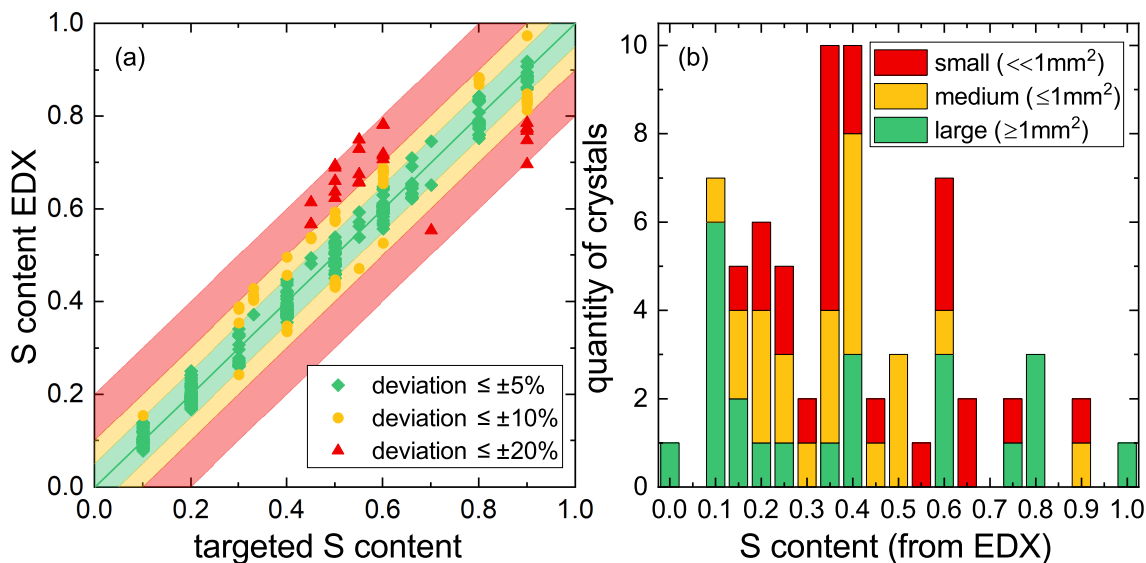 (a)
S content EDX
1.0
0.8
0.6
0.4
0.2
0.0
deviation ≤ ±5%
deviation ≤ ±10%
deviation ≤ ±20%
0.0 0.2 0.4 0.6 0.8 1.0
targeted S content
(b)
quantity of crystals
10
8
6
4
2
0
small (<<1mm²)
medium (≤1mm²)
large (≥1mm²)
0.0 0.1 0.2 0.3 0.4 0.5 0.6 0.7 0.8 0.9 1.0
S content (from EDX)